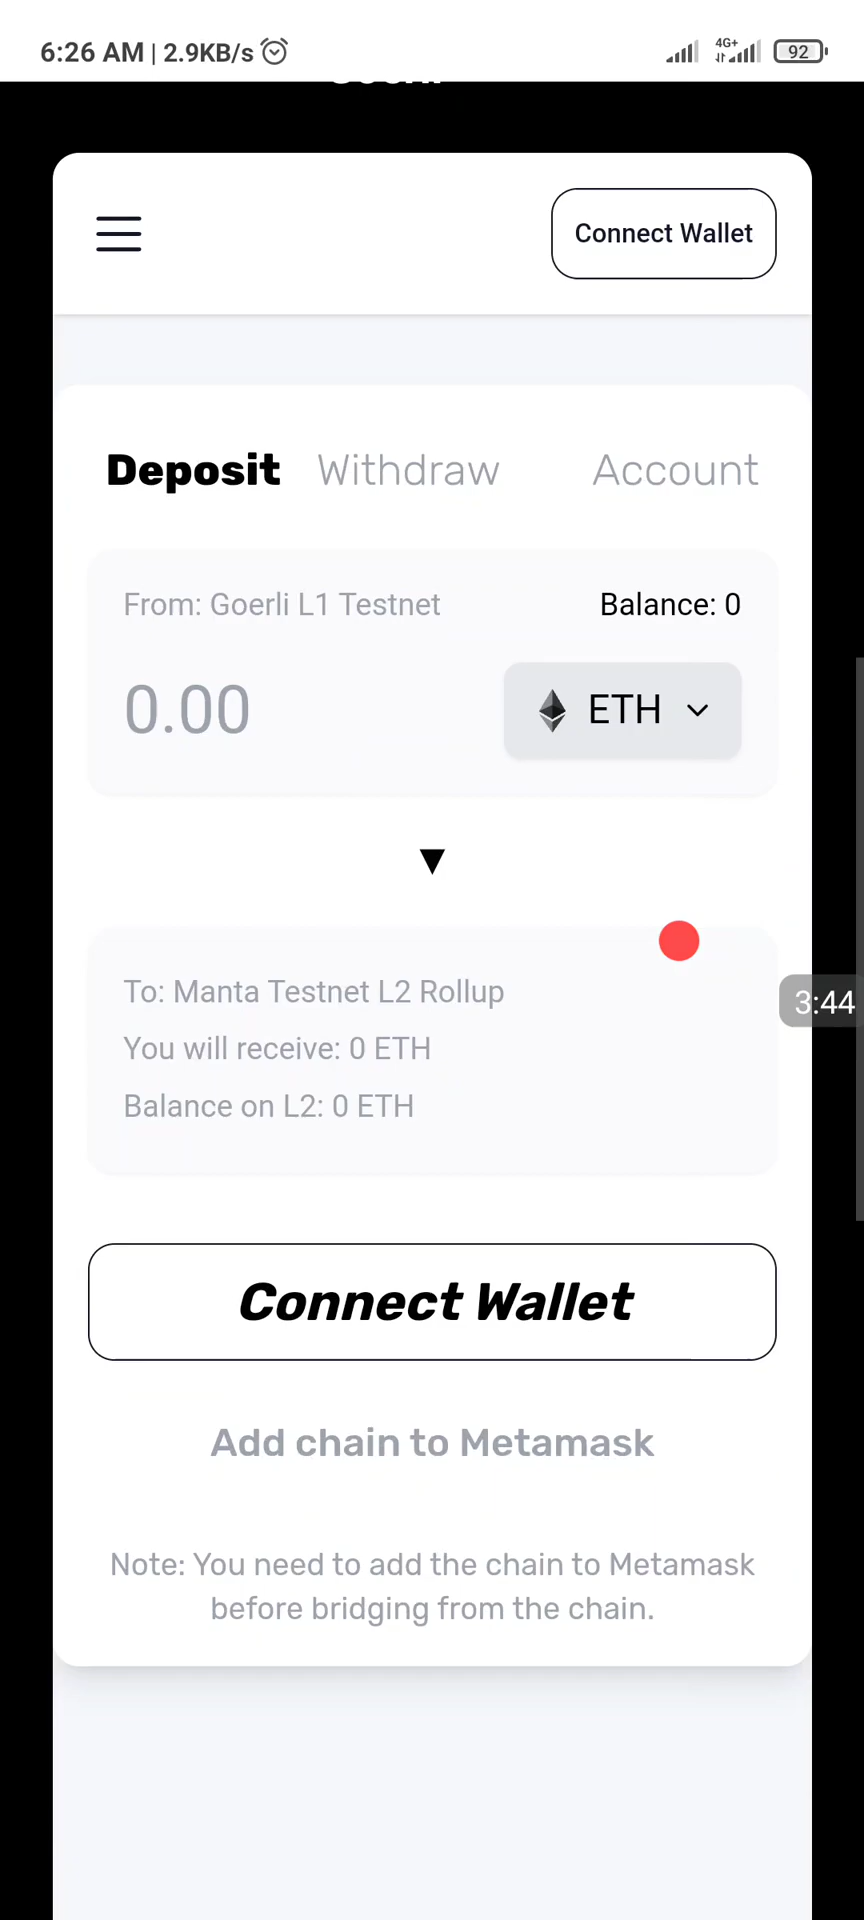 6:26 AM | 2.9KB/s
4G+
92
Connect Wallet
Deposit Withdraw Account
From: Goerli L1 Testnet Balance: 0
0.00 ETH
To: Manta Testnet L2 Rollup
3:44
You will receive: 0 ETH
Balance on L2: 0 ETH
Connect Wallet
Add chain to Metamask
Note: You need to add the chain to Metamask
before bridging from the chain.